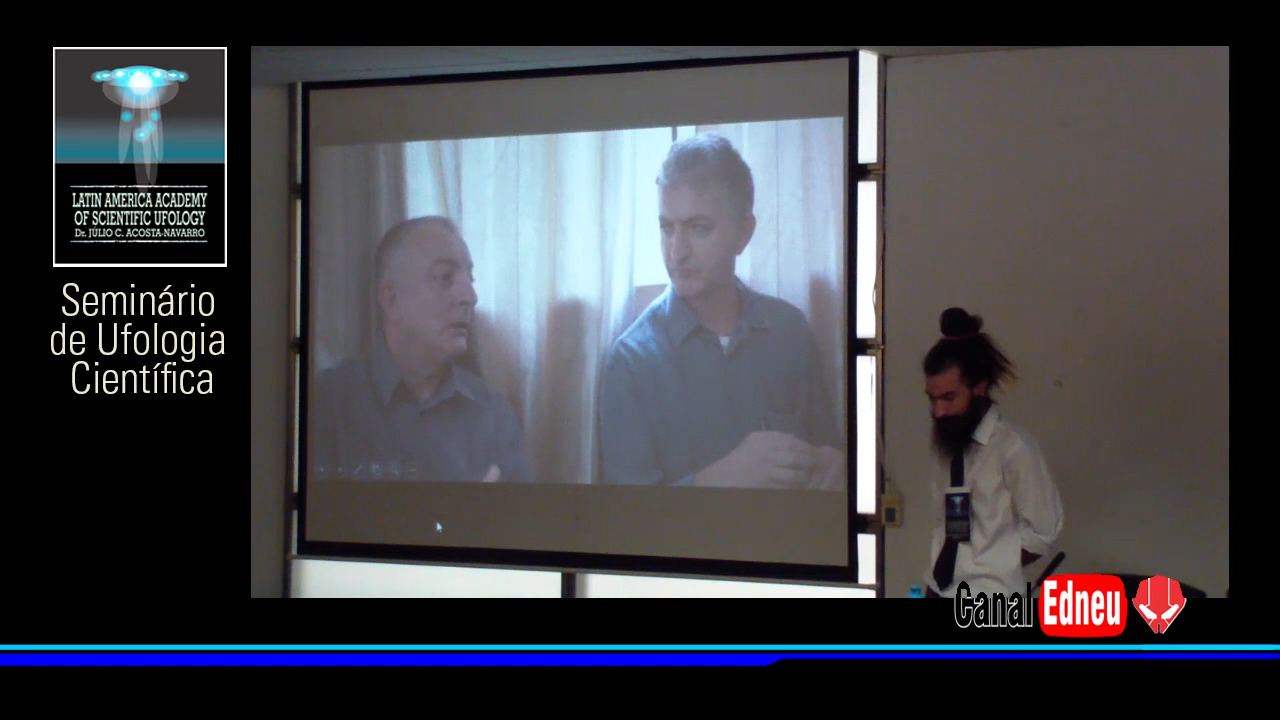 LATIN AMERICA ACADEMY
OF SCIENTIFIC UFOLOGY
Dr. JÚLIO C. ACOSTA-NAVARRO
Seminário
de Ufologia
Científica
Canal Edneu